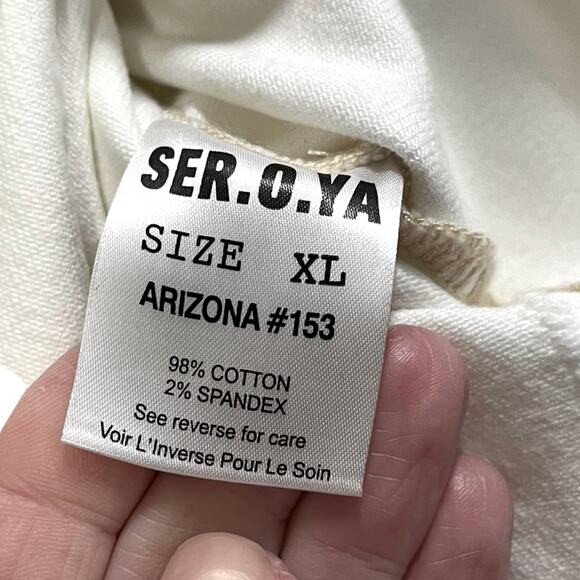 SER.O.YA
SIZE XL
ARIZONA #153
98% COTTON
2% SPANDEX
See reverse for care
Voir L'Inverse Pour Le Soin